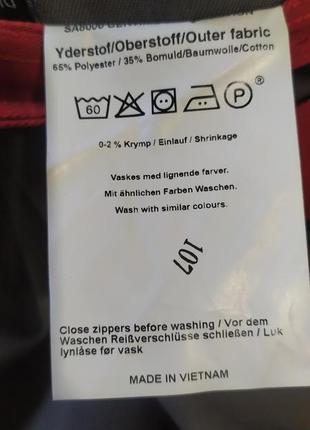 SA8000
Yderstof/Oberstoff/Outer fabric
65% Polyester / 35% Bomuld/Baumwolle/Cotton
60 P
0-2 % Krymp / Einlauf / Shrinkage
Vaskes med lignende farver.
Mit ähnlichen Farben Waschen.
Wash with similar colours.
107
Close zippers before washing / Vor dem
Waschen Reißverschlüsse schließen / Luk
lynlåse før vask
MADE IN VIETNAM